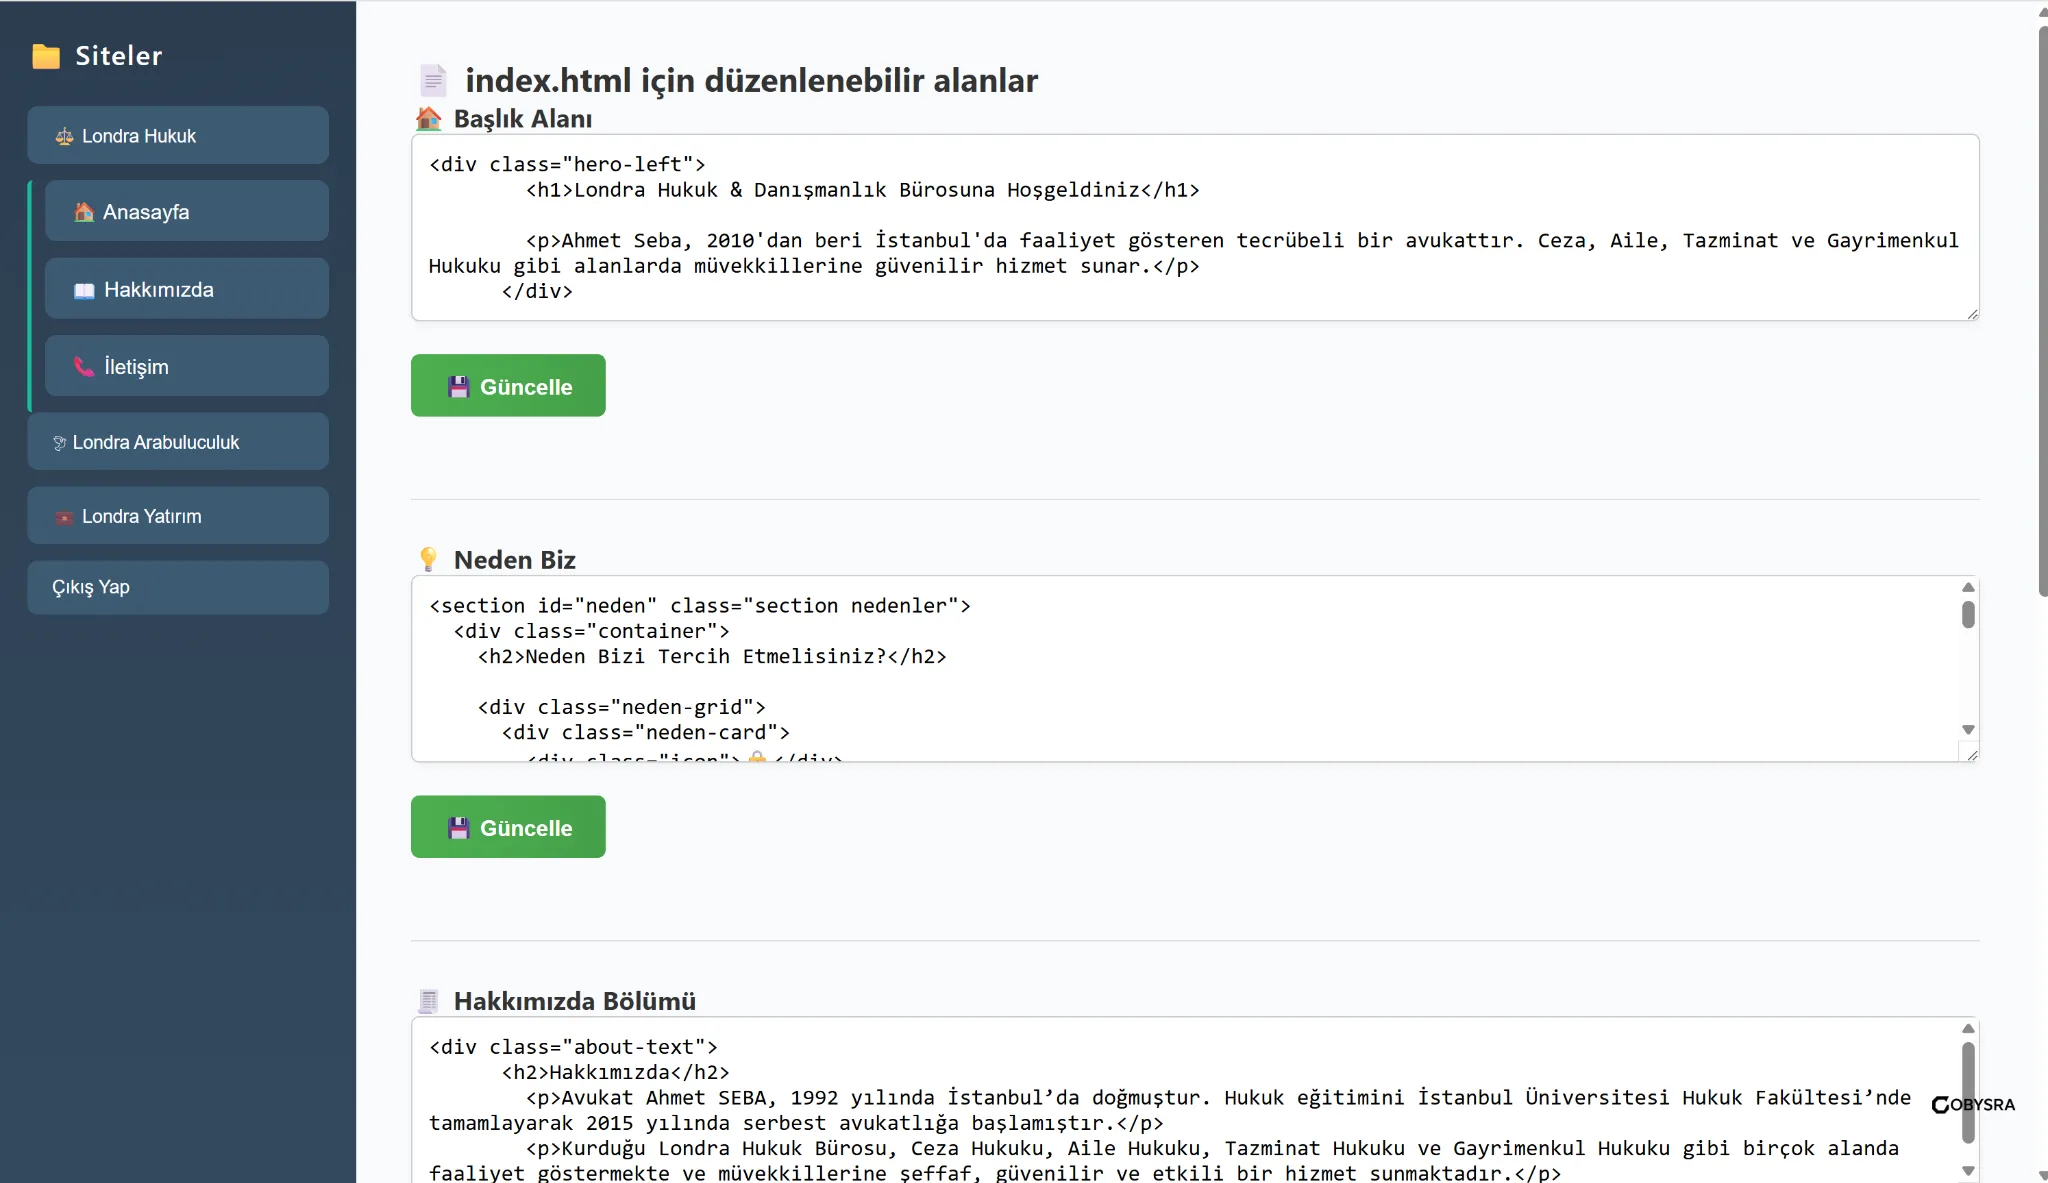 Siteler
Londra Hukuk
Anasayfa
Hakkımızda
İletişim
Londra Arabuluculuk
Londra Yatırım
Çıkış Yap
index.html için düzenlenebilir alanlar
Başlık Alanı
<div class="hero-left">
<h1>Londra Hukuk & Danışmanlık Bürosuna Hoşgeldiniz</h1>
<p>Ahmet Seba, 2010'dan beri İstanbul'da faaliyet gösteren tecrübeli bir avukattır. Ceza, Aile, Tazminat ve Gayrimenkul
Hukuku gibi alanlarda müvekkillerine güvenilir hizmet sunar.</p>
</div>
Güncelle
Neden Biz
<section id="neden" class="section nedenler">
<div class="container">
<h2>Neden Bizi Tercih Etmelisiniz?</h2>
<div class="neden-grid">
<div class="neden-card">
<div class="icon">🔒</div>
Güncelle
Hakkımızda Bölümü
<div class="about-text">
<h2>Hakkımızda</h2>
<p>Avukat Ahmet SEBA, 1992 yılında İstanbul’da doğmuştur. Hukuk eğitimini İstanbul Üniversitesi Hukuk Fakültesi’nde
tamamlayarak 2015 yılında serbest avukatlığa başlamıştır.</p>
<p>Kurduğu Londra Hukuk Bürosu, Ceza Hukuku, Aile Hukuku, Tazminat Hukuku ve Gayrimenkul Hukuku gibi birçok alanda
faaliyet göstermekte ve müvekkillerine şeffaf, güvenilir ve etkili bir hizmet sunmaktadır.</p>
COBYSRA